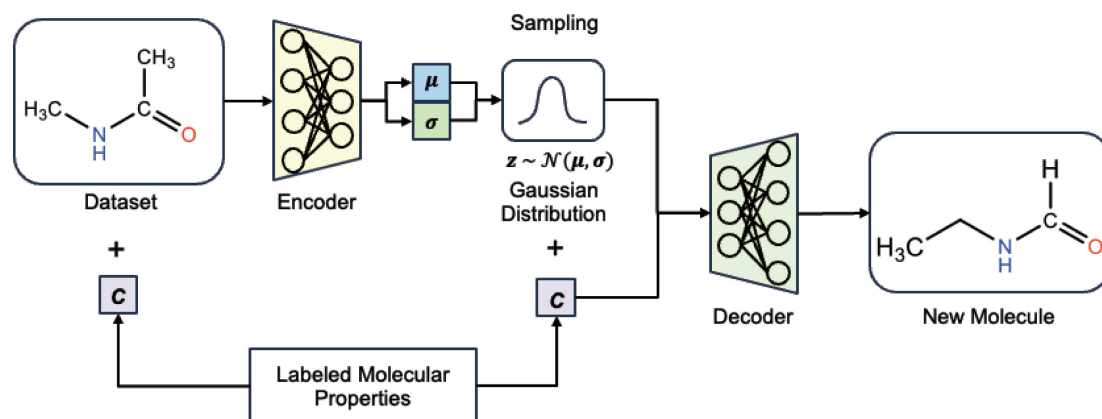 Sampling
CH₃
H₃C
C
N
H
O
μ
σ
z ~ 𝒩(μ, σ)
Dataset
Encoder
Gaussian
Distribution
H
C
H₃C
N
H
O
+
+
C
C
Decoder
New Molecule
Labeled Molecular
Properties